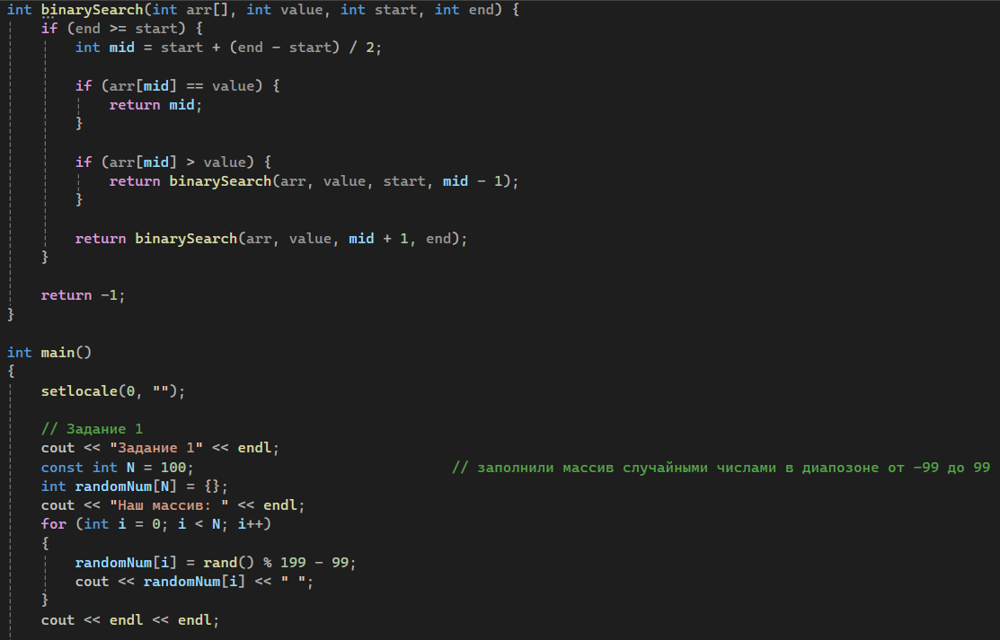 int binarySearch(int arr[], int value, int start, int end) {
    if (end >= start) {
        int mid = start + (end - start) / 2;

        if (arr[mid] == value) {
            return mid;
        }

        if (arr[mid] > value) {
            return binarySearch(arr, value, start, mid - 1);
        }

        return binarySearch(arr, value, mid + 1, end);
    }

    return -1;
}

int main()
{
    setlocale(0, "");

    // Задание 1
    cout << "Задание 1" << endl;
    const int N = 100;                              // заполнили массив случайными числами в диапозоне от -99 до 99
    int randomNum[N] = {};
    cout << "Наш массив: " << endl;
    for (int i = 0; i < N; i++)
    {
        randomNum[i] = rand() % 199 - 99;
        cout << randomNum[i] << " ";
    }
    cout << endl << endl;